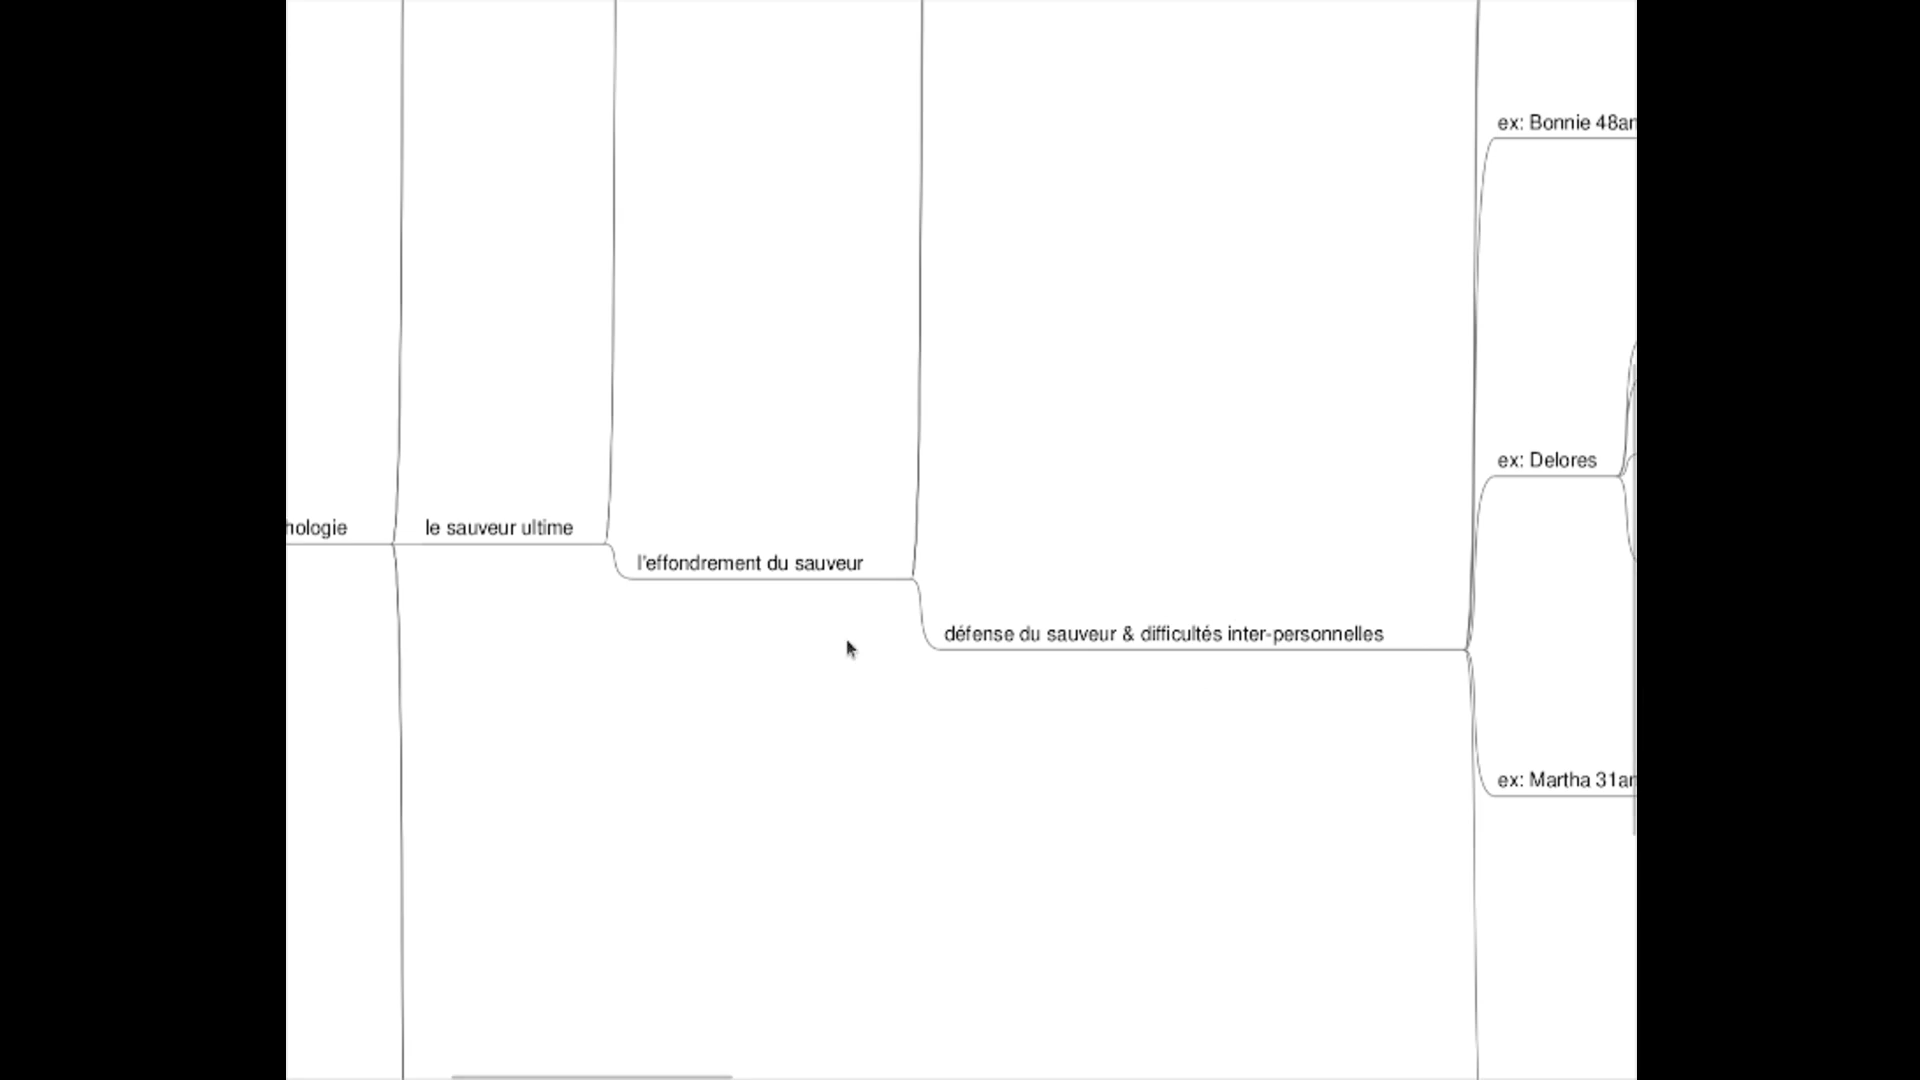 hologie
le sauveur ultime
l'effondrement du sauveur
défense du sauveur & difficultés inter-personnelles
ex: Bonnie 48an
ex: Delores
ex: Martha 31an